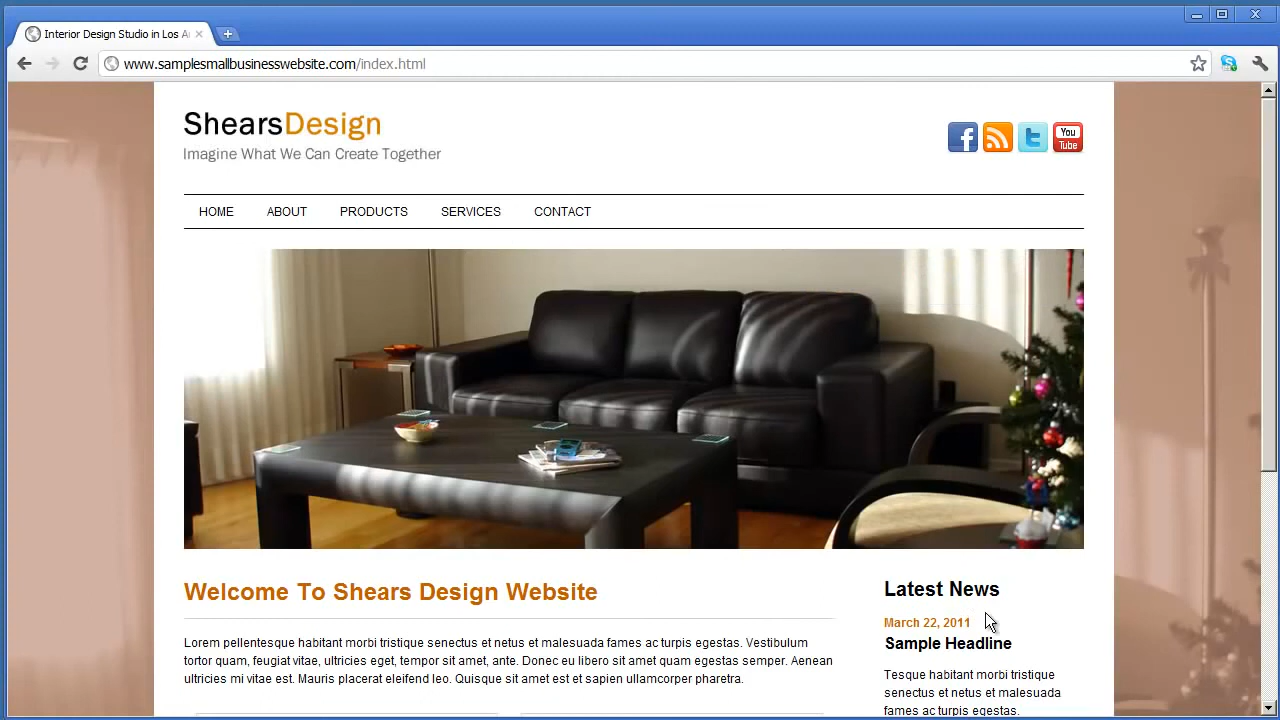 Interior Design Studio in Los A
www.samplesmallbusinesswebsite.com/index.html
ShearsDesign
Imagine What We Can Create Together
You
Tube
HOME ABOUT PRODUCTS SERVICES CONTACT
Welcome To Shears Design Website
Lorem pellentesque habitant morbi tristique senectus et netus et malesuada fames ac turpis egestas. Vestibulum
tortor quam, feugiat vitae, ultricies eget, tempor sit amet, ante. Donec eu libero sit amet quam egestas semper. Aenean
ultricies mi vitae est. Mauris placerat eleifend leo. Quisque sit amet est et sapien ullamcorper pharetra.
Latest News
March 22, 2011
Sample Headline
Tesque habitant morbi tristique
senectus et netus et malesuada
fames ac turpis egestas.